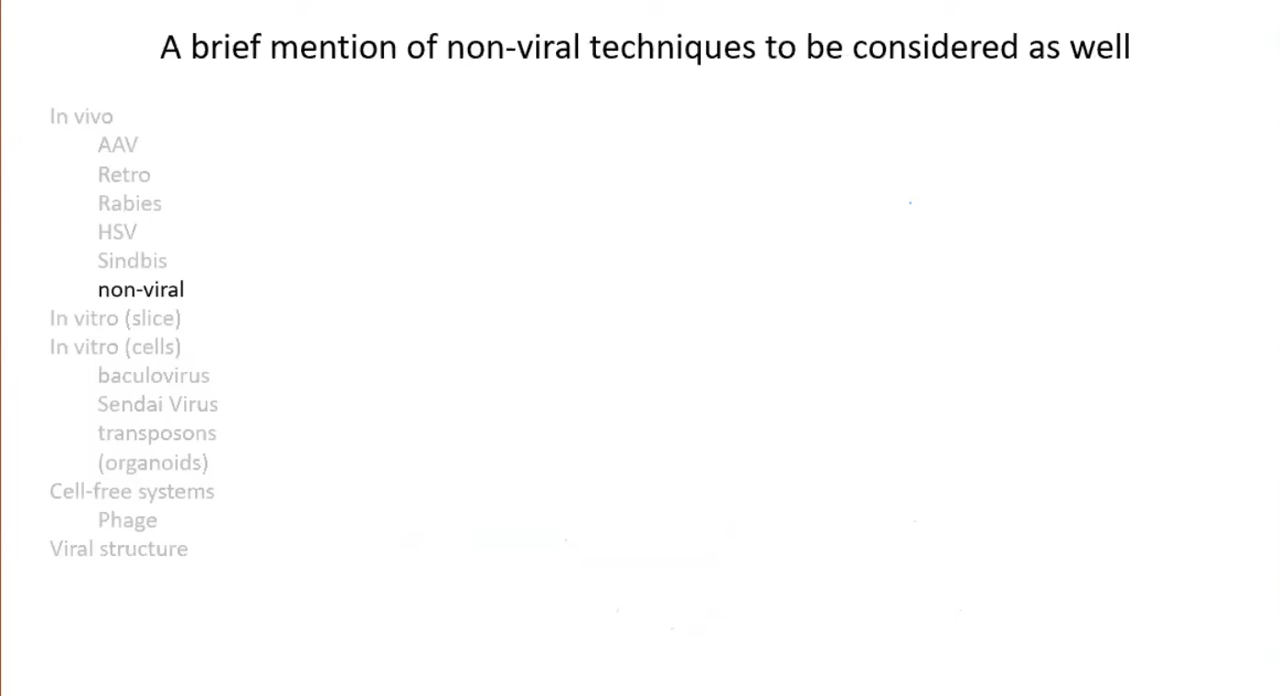 A brief mention of non-viral techniques to be considered as well
In vivo
AAV
Retro
Rabies
HSV
Sindbis
non-viral
In vitro (slice)
In vitro (cells)
baculovirus
Sendai Virus
transposons
(organoids)
Cell-free systems
Phage
Viral structure